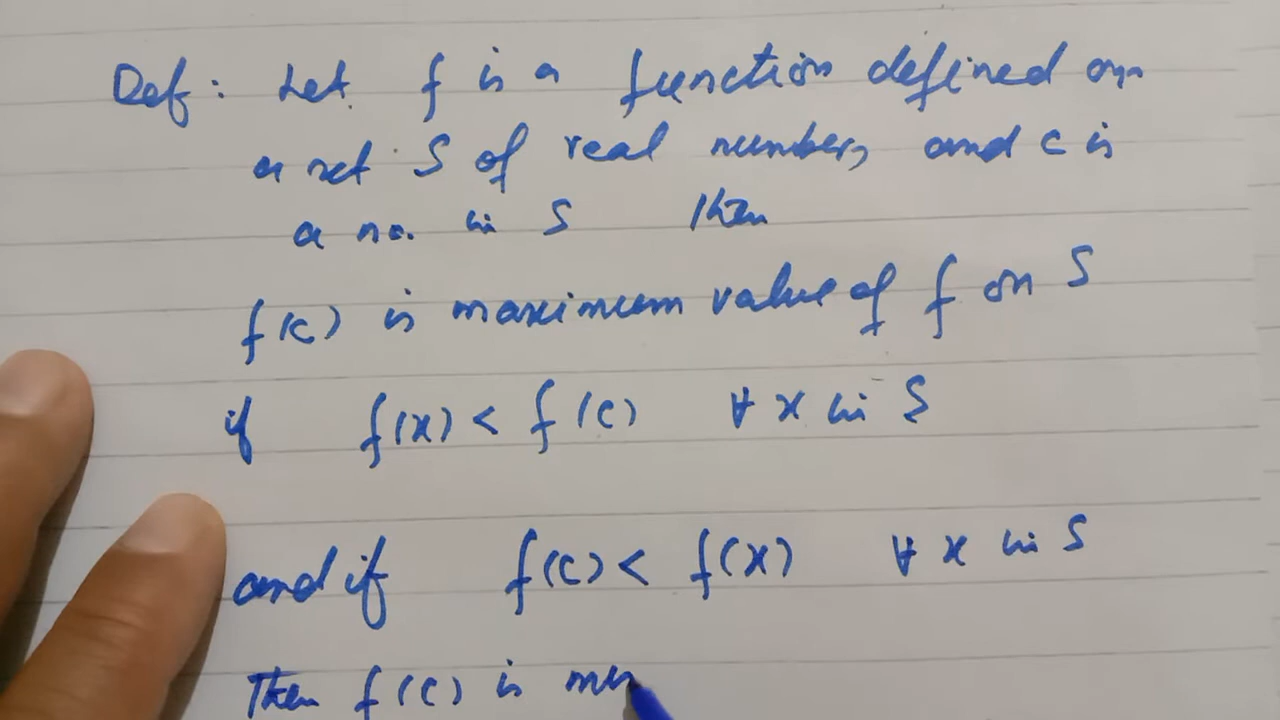 Def: Let f is a function defined on
a set S of real numbers, and c is
a no. in S then
f(c) is maximum value of f on S
if f(x) < f(c) ∀ x in S
and if f(c) < f(x) ∀ x in S
Then f(c) is min